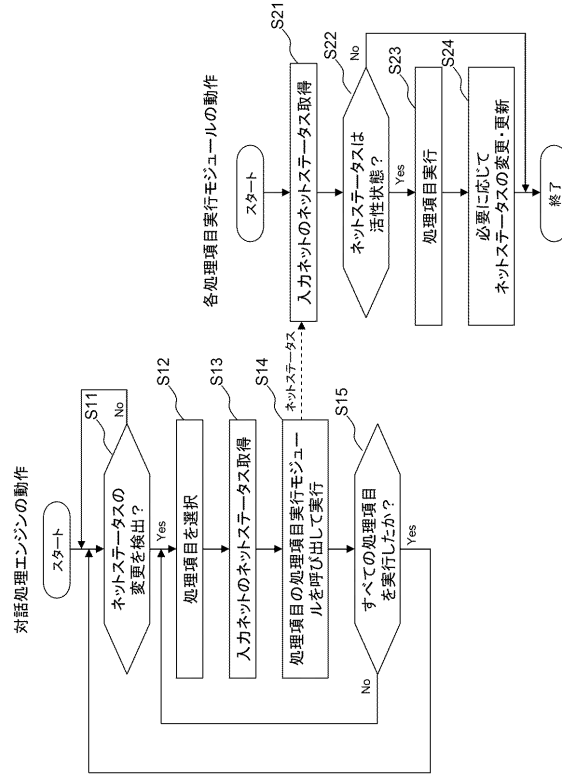 対話処理エンジンの動作
スタート
S11
ネットステータスの
変更を検出？
No
Yes
S12
処理項目を選択
S13
入力ネットのネットステータス取得
S14
処理項目の処理項目実行モジュー
ルを呼び出して実行
ネットステータス
S15
すべての処理項目
を実行したか？
No
Yes
各処理項目実行モジュールの動作
スタート
S21
入力ネットのネットステータス取得
S22
ネットステータスは
活性状態？
No
Yes
S23
処理項目実行
S24
必要に応じて
ネットステータスの変更・更新
終了